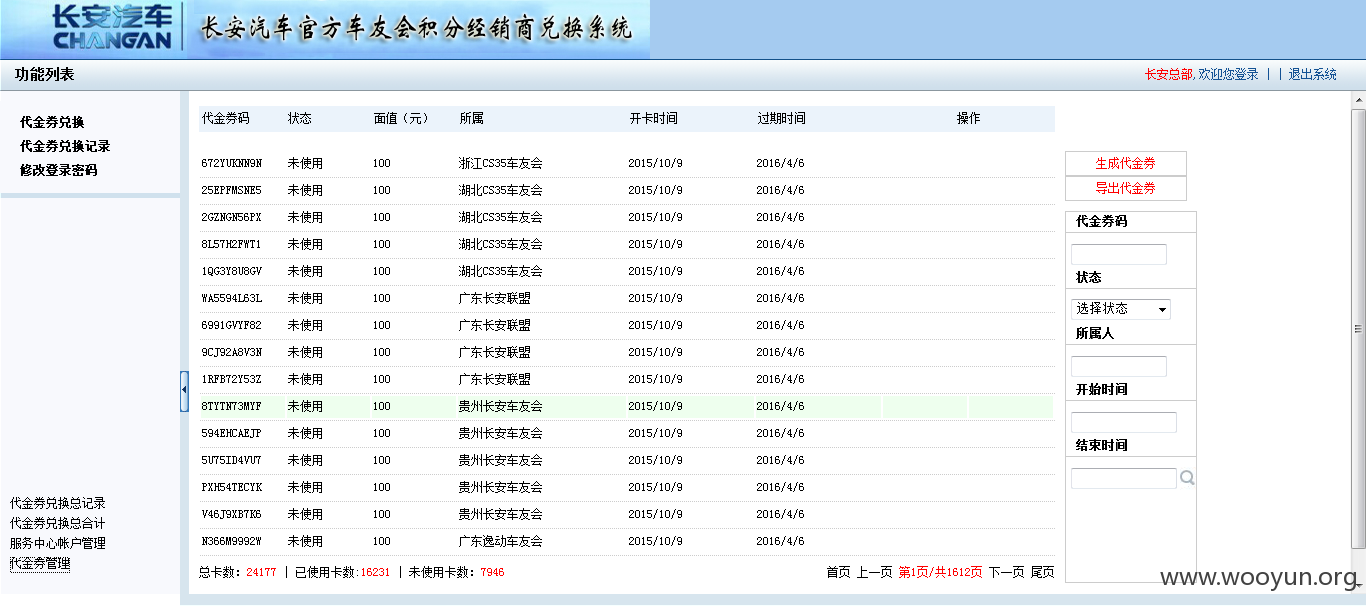 长安汽车 CHANGAN 长安汽车官方车友会积分经销商兑换系统
功能列表 长安总部,欢迎您登录 | | 退出系统
代金券兑换
代金券兑换记录
修改登录密码
代金券码 状态 面值（元） 所属 开卡时间 过期时间 操作
672YUKNN9N 未使用 100 浙江CS35车友会 2015/10/9 2016/4/6
25EPFMSNE5 未使用 100 湖北CS35车友会 2015/10/9 2016/4/6
2GZNGN56PX 未使用 100 湖北CS35车友会 2015/10/9 2016/4/6
8L57H2FWT1 未使用 100 湖北CS35车友会 2015/10/9 2016/4/6
1QG3Y8U8GV 未使用 100 湖北CS35车友会 2015/10/9 2016/4/6
WA5594L63L 未使用 100 广东长安联盟 2015/10/9 2016/4/6
6991GVYF82 未使用 100 广东长安联盟 2015/10/9 2016/4/6
9CJ92A8V3N 未使用 100 广东长安联盟 2015/10/9 2016/4/6
1RFB72Y53Z 未使用 100 广东长安联盟 2015/10/9 2016/4/6
8TYTN73MYF 未使用 100 贵州长安车友会 2015/10/9 2016/4/6
594EHCAEJP 未使用 100 贵州长安车友会 2015/10/9 2016/4/6
5U75ID4VU7 未使用 100 贵州长安车友会 2015/10/9 2016/4/6
PXH54TECYK 未使用 100 贵州长安车友会 2015/10/9 2016/4/6
V46J9XB7K6 未使用 100 贵州长安车友会 2015/10/9 2016/4/6
N366M9992W 未使用 100 广东逸动车友会 2015/10/9 2016/4/6
总卡数：24177 | 已使用卡数:16231 | 未使用卡数：7946 首页 上一页 第1页/共1612页 下一页 尾页
生成代金券
导出代金券
代金券码
状态
选择状态
所属人
开始时间
结束时间
代金券兑换总记录
代金券兑换总合计
服务中心帐户管理
代金券管理
www.wooyun.org